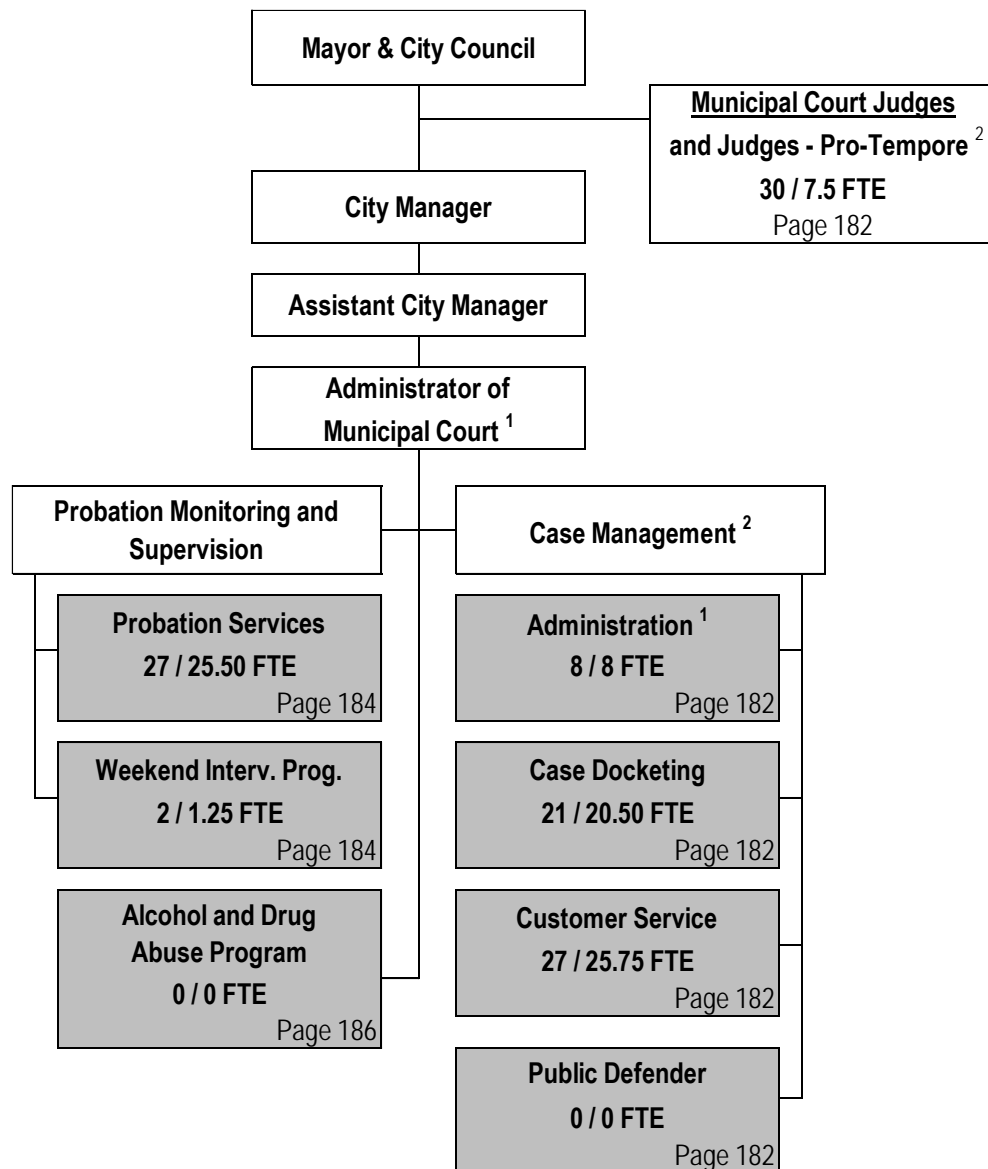 Mayor & City Council
Municipal Court Judges
and Judges - Pro-Tempore 2
30 / 7.5 FTE
Page 182
City Manager
Assistant City Manager
Administrator of
Municipal Court 1
Probation Monitoring and
Supervision
Case Management 2
Probation Services
27 / 25.50 FTE
Page 184
Administration 1
8 / 8 FTE
Page 182
Weekend Interv. Prog.
2 / 1.25 FTE
Page 184
Case Docketing
21 / 20.50 FTE
Page 182
Alcohol and Drug
Abuse Program
0 / 0 FTE
Page 186
Customer Service
27 / 25.75 FTE
Page 182
Public Defender
0 / 0 FTE
Page 182